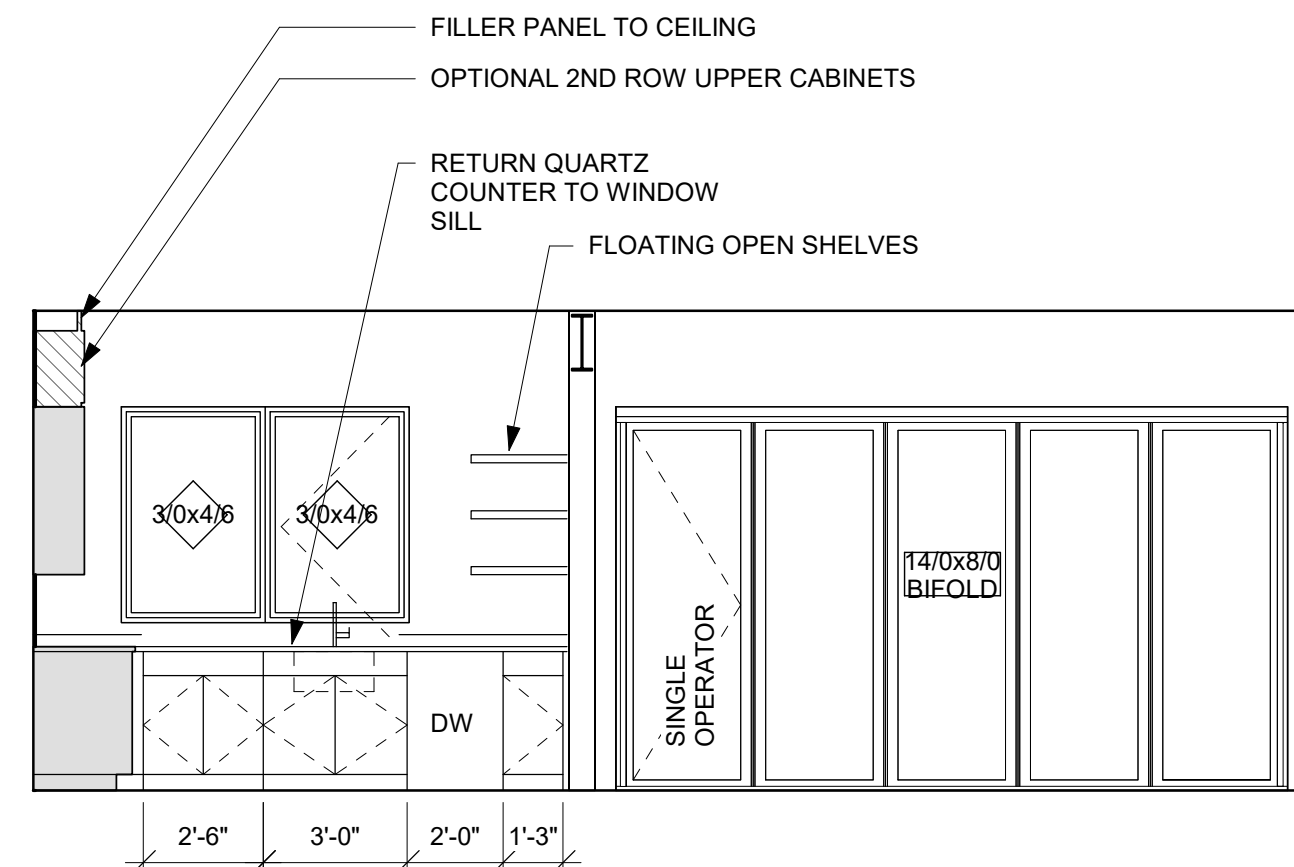 FILLER PANEL TO CEILING
OPTIONAL 2ND ROW UPPER CABINETS
RETURN QUARTZ
COUNTER TO WINDOW
SILL
FLOATING OPEN SHELVES
3/0x4/6
3/0x4/6
14/0x8/0
BIFOLD
SINGLE
OPERATOR
DW
2'-6"
3'-0"
2'-0"
1'-3"